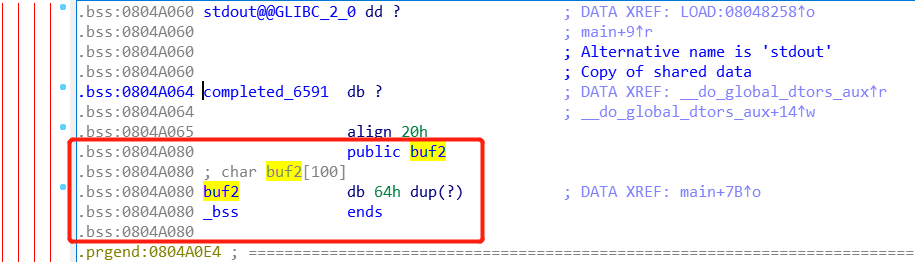 .bss:0804A060 stdout@@GLIBC_2_0 dd ? ; DATA XREF: LOAD:08048258↑o
.bss:0804A060 ; main+9↑r
.bss:0804A060 ; Alternative name is 'stdout'
.bss:0804A060 ; Copy of shared data
.bss:0804A064 completed_6591 db ? ; DATA XREF: __do_global_dtors_aux↑r
.bss:0804A064 ; __do_global_dtors_aux+14↑w
.bss:0804A065 align 20h
.bss:0804A080 public buf2
.bss:0804A080 ; char buf2[100]
.bss:0804A080 buf2 db 64h dup(?) ; DATA XREF: main+7B↑o
.bss:0804A080 _bss ends
.bss:0804A080
.prgend:0804A0E4 ; ===========================================================================